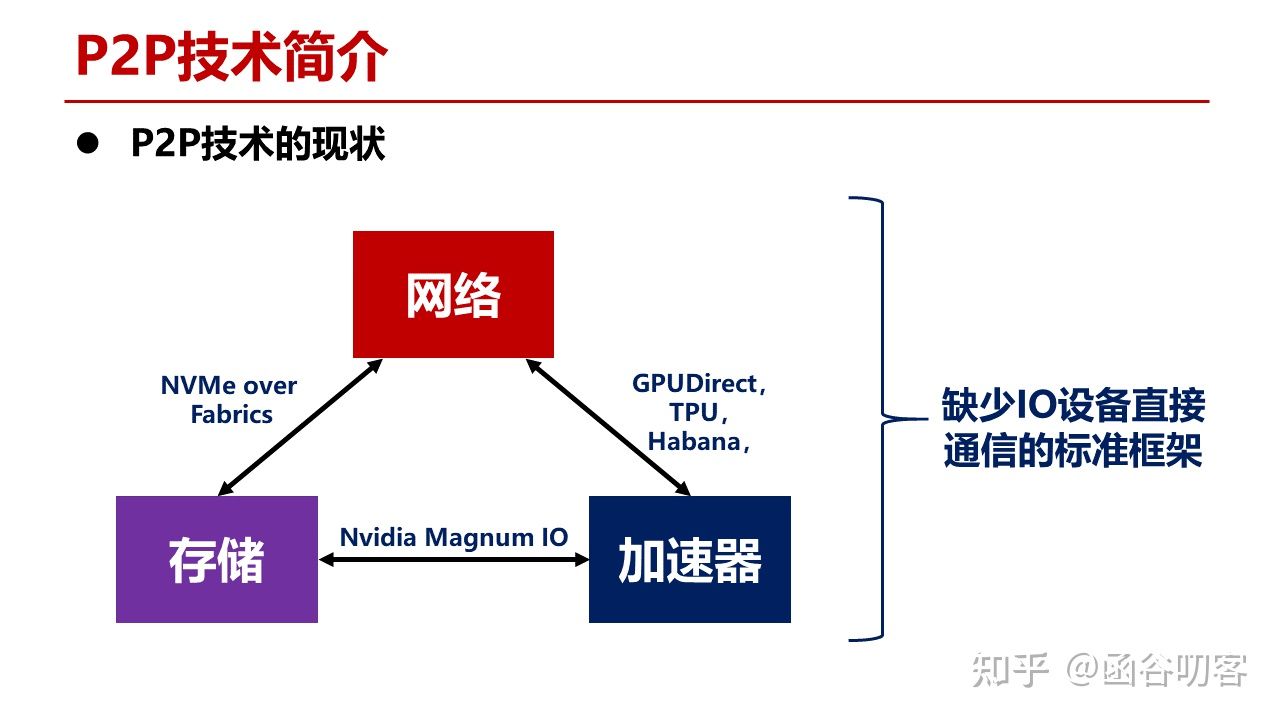 P2P技术简介
● P2P技术的现状
网络
NVMe over
Fabrics
GPUDirect，
TPU，
Habana，
缺少IO设备直接
通信的标准框架
存储
Nvidia Magnum IO
加速器
知乎 @函谷叨客